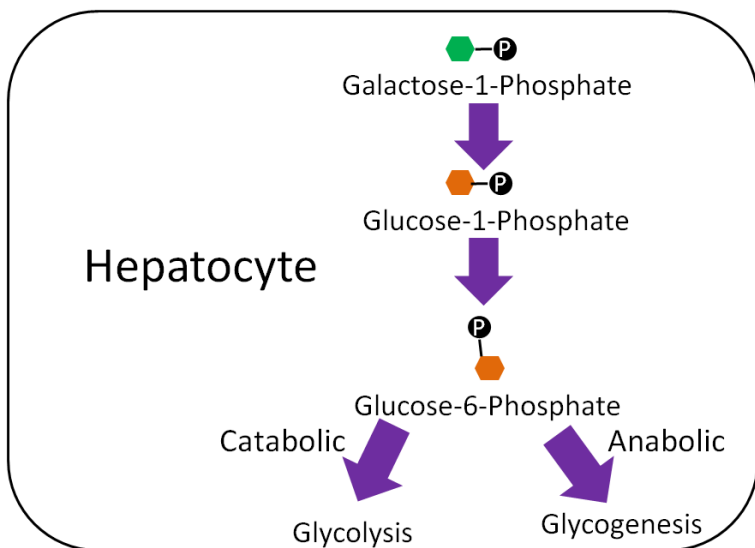 P
Galactose-1-Phosphate
P
Glucose-1-Phosphate
Hepatocyte
P
Glucose-6-Phosphate
Catabolic
Anabolic
Glycolysis
Glycogenesis